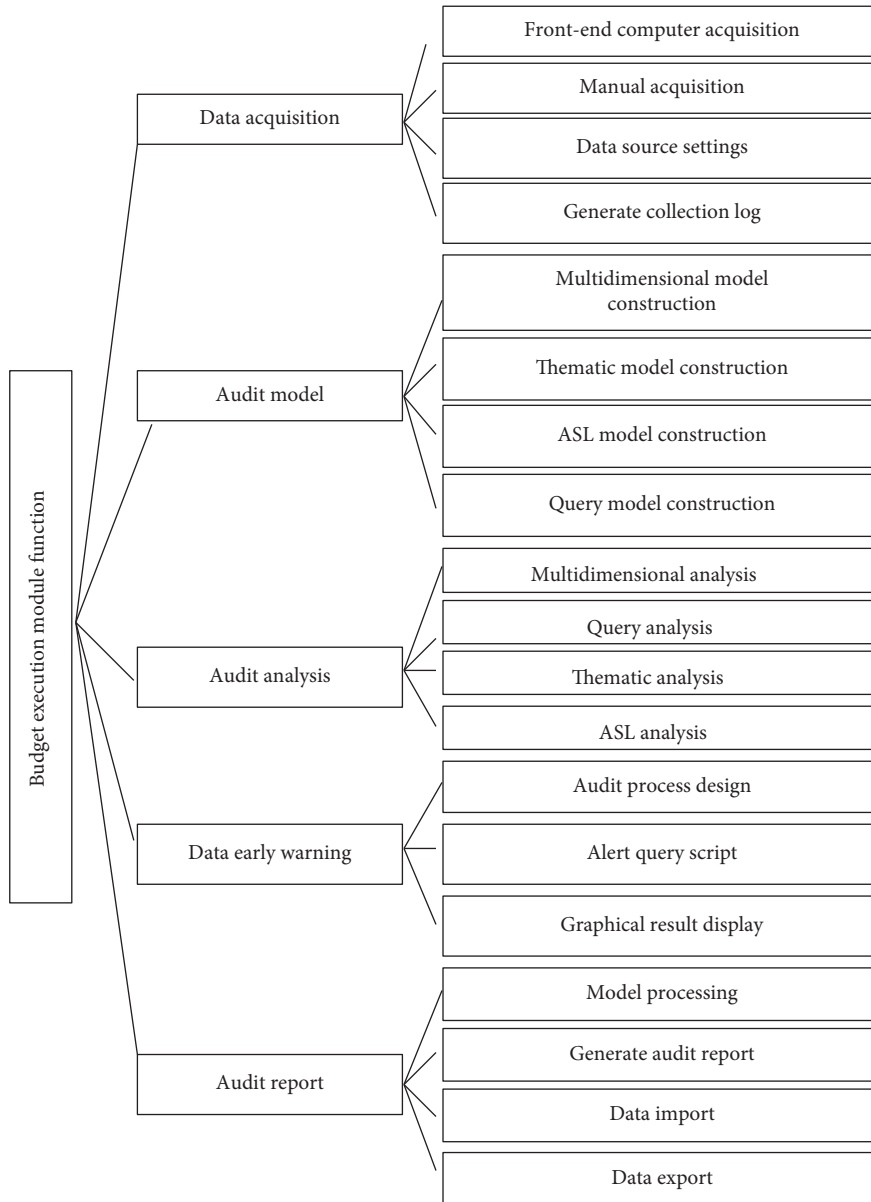 Budget execution module function
Data acquisition
Front-end computer acquisition
Manual acquisition
Data source settings
Generate collection log
Audit model
Multidimensional model
construction
Thematic model construction
ASL model construction
Query model construction
Audit analysis
Multidimensional analysis
Query analysis
Thematic analysis
ASL analysis
Data early warning
Audit process design
Alert query script
Graphical result display
Audit report
Model processing
Generate audit report
Data import
Data export